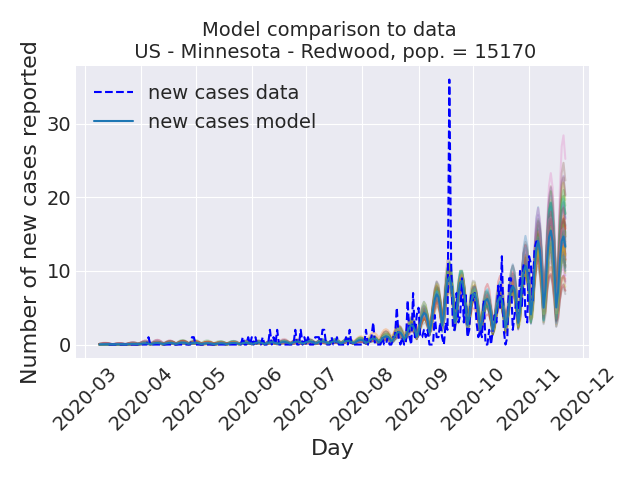 Model comparison to data
US - Minnesota - Redwood, pop. = 15170
Number of new cases reported
new cases data
new cases model
30
20
10
0
2020-03
2020-04
2020-05
2020-06
2020-07
2020-08
2020-09
2020-10
2020-11
2020-12
Day